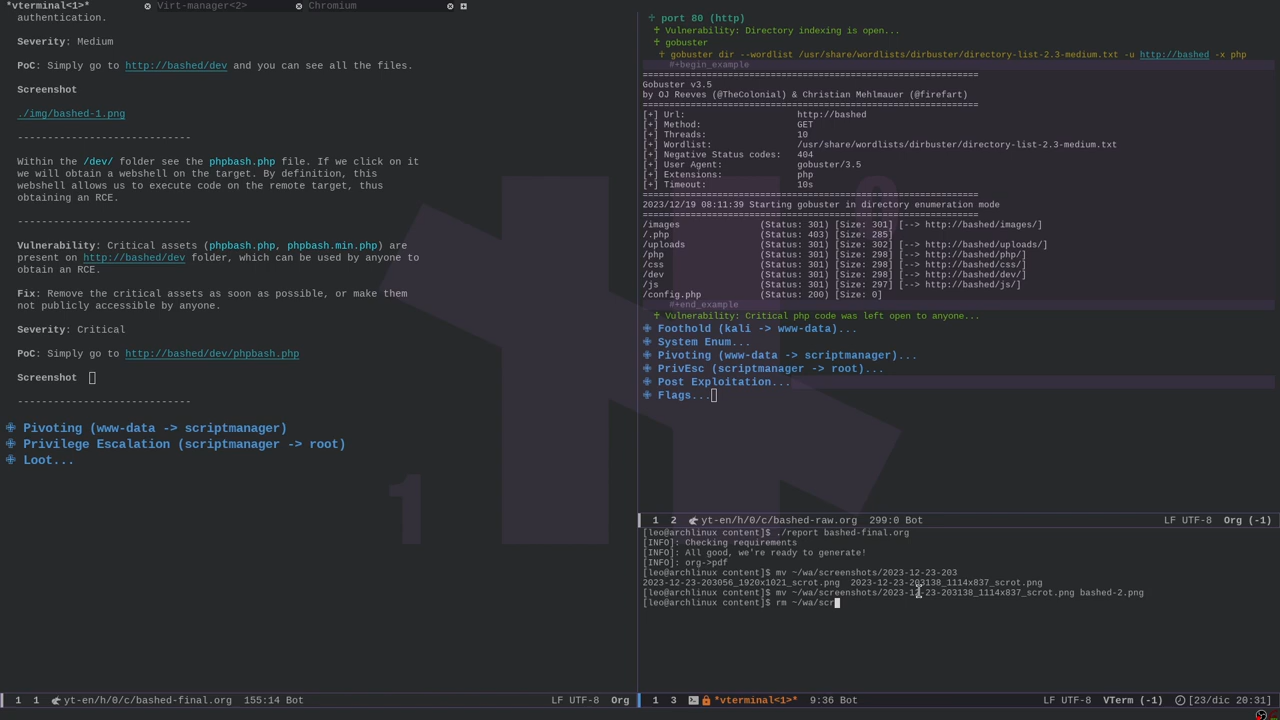 *vterminal<1>*
Virt-manager<2>
Chromium
authentication.
Severity: Medium
PoC: Simply go to http://bashed/dev and you can see all the files.
Screenshot
./img/bashed-1.png
-----------------------------
Within the /dev/ folder see the phpbash.php file. If we click on it
we will obtain a webshell on the target. By definition, this
webshell allows us to execute code on the remote target, thus
obtaining an RCE.
-----------------------------
Vulnerability: Critical assets (phpbash.php, phpbash.min.php) are
present on http://bashed/dev folder, which can be used by anyone to
obtain an RCE.
Fix: Remove the critical assets as soon as possible, or make them
not publicly accessible by anyone.
Severity: Critical
PoC: Simply go to http://bashed/dev/phpbash.php
Screenshot
-----------------------------
Pivoting (www-data -> scriptmanager)
Privilege Escalation (scriptmanager -> root)
Loot...
1 1 yt-en/h/0/c/bashed-final.org 155:14 Bot LF UTF-8 Org
port 80 (http)
Vulnerability: Directory indexing is open...
gobuster
gobuster dir --wordlist /usr/share/wordlists/dirbuster/directory-list-2.3-medium.txt -u http://bashed -x php
#+begin_example
===============================================================
Gobuster v3.5
by OJ Reeves (@TheColonial) & Christian Mehlmauer (@firefart)
===============================================================
[+] Url: http://bashed
[+] Method: GET
[+] Threads: 10
[+] Wordlist: /usr/share/wordlists/dirbuster/directory-list-2.3-medium.txt
[+] Negative Status codes: 404
[+] User Agent: gobuster/3.5
[+] Extensions: php
[+] Timeout: 10s
===============================================================
2023/12/19 08:11:39 Starting gobuster in directory enumeration mode
===============================================================
/images (Status: 301) [Size: 301] [--> http://bashed/images/]
/.php (Status: 403) [Size: 285]
/uploads (Status: 301) [Size: 302] [--> http://bashed/uploads/]
/php (Status: 301) [Size: 298] [--> http://bashed/php/]
/css (Status: 301) [Size: 298] [--> http://bashed/css/]
/dev (Status: 301) [Size: 298] [--> http://bashed/dev/]
/js (Status: 301) [Size: 297] [--> http://bashed/js/]
/config.php (Status: 200) [Size: 0]
#+end_example
Vulnerability: Critical php code was left open to anyone...
Foothold (kali -> www-data)...
System Enum...
Pivoting (www-data -> scriptmanager)...
PrivEsc (scriptmanager -> root)...
Post Exploitation...
Flags...
1 2 yt-en/h/0/c/bashed-raw.org 299:0 Bot LF UTF-8 Org (-1)
[leo@archlinux content]$ ./report bashed-final.org
[INFO]: Checking requirements
[INFO]: All good, we're ready to generate!
[INFO]: org->pdf
[leo@archlinux content]$ mv ~/wa/screenshots/2023-12-23-203
2023-12-23-203056_1920x1021_scrot.png 2023-12-23-203138_1114x837_scrot.png
[leo@archlinux content]$ mv ~/wa/screenshots/2023-12-23-203138_1114x837_scrot.png bashed-2.png
[leo@archlinux content]$ rm ~/wa/scr
1 3 *vterminal<1>* 9:36 Bot LF UTF-8 VTerm (-1) [23/dic 20:31]
1
2